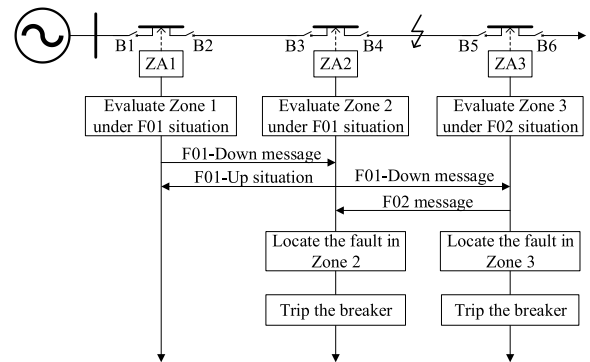 B1 B2 B3 B4 B5 B6
ZA1 ZA2 ZA3
Evaluate Zone 1
under F01 situation
Evaluate Zone 2
under F01 situation
Evaluate Zone 3
under F02 situation
F01-Down message
F01-Up situation
F01-Down message
F02 message
Locate the fault in
Zone 2
Locate the fault in
Zone 3
Trip the breaker
Trip the breaker